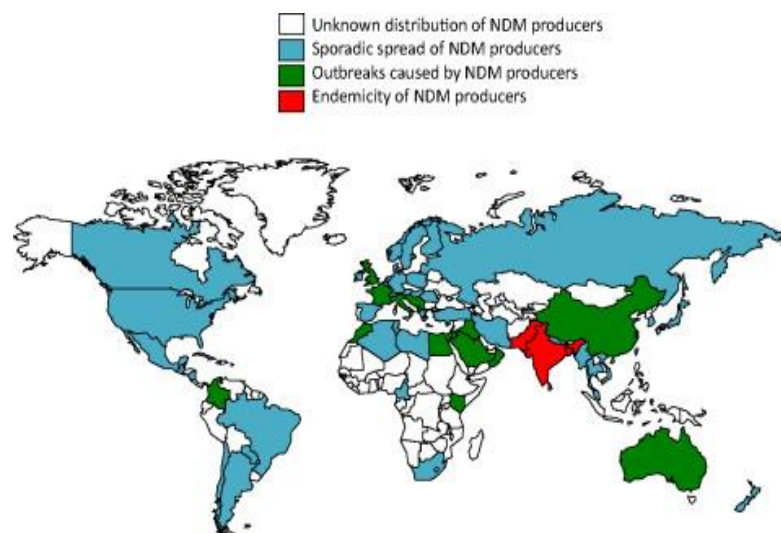 Unknown distribution of NDM producers
Sporadic spread of NDM producers
Outbreaks caused by NDM producers
Endemicity of NDM producers